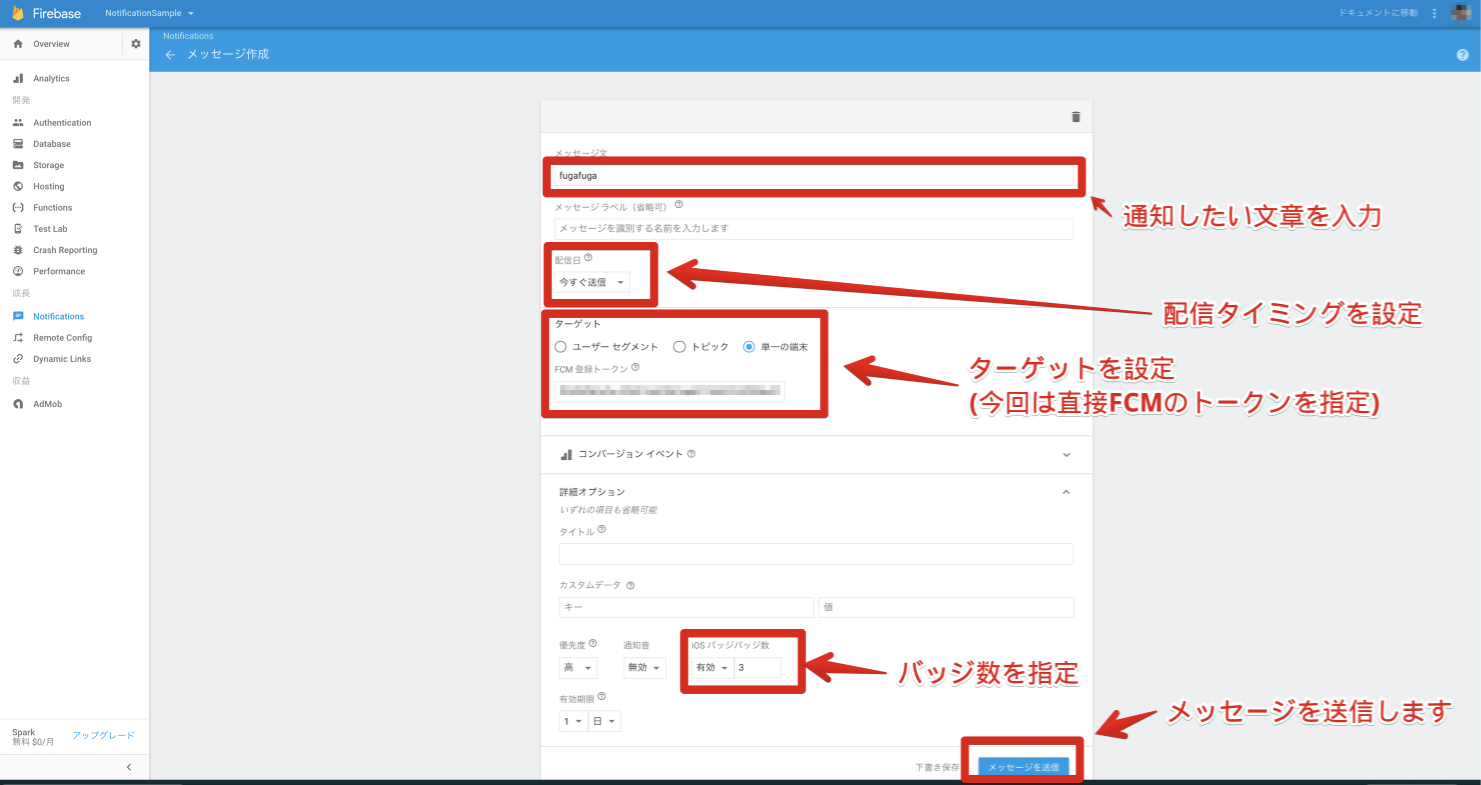 Firebase
NotificationSample
ドキュメントに移動
Overview
Notifications
メッセージ作成
Analytics
開発
Authentication
Database
Storage
Hosting
Functions
Test Lab
Crash Reporting
Performance
成長
Notifications
Remote Config
Dynamic Links
収益
AdMob
Spark
無料 $0/月
アップグレード
メッセージ文
fugafuga
通知したい文章を入力
メッセージ ラベル（省略可）
メッセージを識別する名前を入力します
配信日
今すぐ送信
配信タイミングを設定
ターゲット
ユーザー セグメント
トピック
単一の端末
FCM 登録トークン
ターゲットを設定
(今回は直接FCMのトークンを指定)
コンバージョン イベント
詳細オプション
いずれの項目も省略可能
タイトル
カスタムデータ
キー
値
優先度
通知音
iOS バッジバッジ数
高
無効
有効
3
バッジ数を指定
有効期限
1
日
メッセージを送信します
下書き保存
メッセージを送信